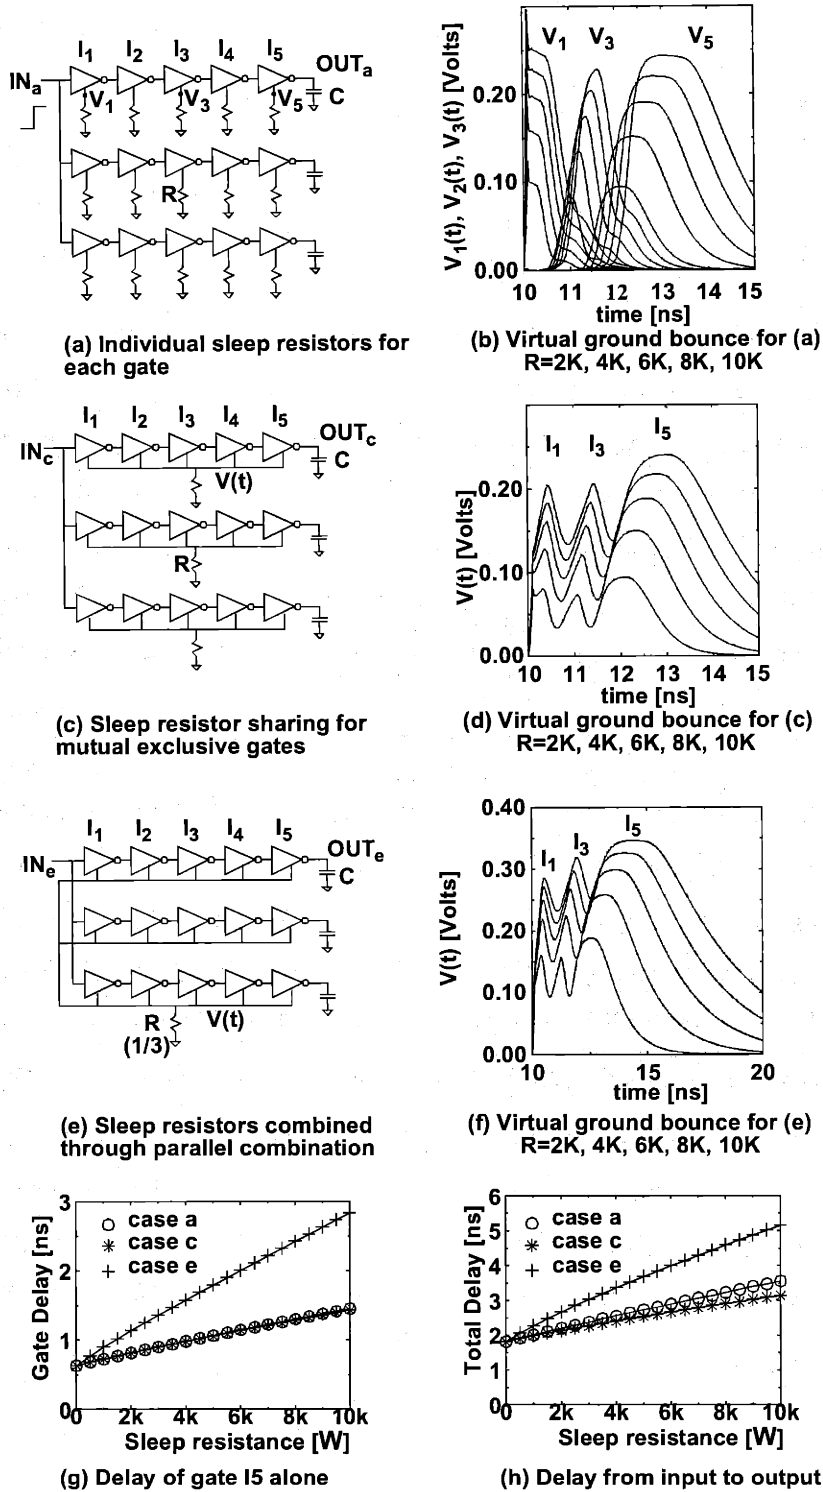 I1 I2 I3 I4 I5
INa
OUTa
C
V1 V3 V5
R
(a) Individual sleep resistors for
each gate
V1(t), V2(t), V3(t) [Volts]
V1 V3 V5
0.20
0.10
0.00
10 11 12 13 14 15
time [ns]
(b) Virtual ground bounce for (a)
R=2K, 4K, 6K, 8K, 10K
I1 I2 I3 I4 I5
INc
OUTc
C
V(t)
R
(c) Sleep resistor sharing for
mutual exclusive gates
V(t) [Volts]
I1 I3 I5
0.20
0.10
0.00
10 11 12 13 14 15
time [ns]
(d) Virtual ground bounce for (c)
R=2K, 4K, 6K, 8K, 10K
I1 I2 I3 I4 I5
INe
OUTe
C
R V(t)
(1/3)
(e) Sleep resistors combined
through parallel combination
V(t) [Volts]
0.40
0.30
0.20
0.10
0.00
I1 I3 I5
10 15 20
time [ns]
(f) Virtual ground bounce for (e)
R=2K, 4K, 6K, 8K, 10K
Gate Delay [ns]
3
2
1
0
case a
case c
case e
0 2k 4k 6k 8k 10k
Sleep resistance [W]
(g) Delay of gate I5 alone
Total Delay [ns]
6
5
4
3
2
1
0
case a
case c
case e
0 2k 4k 6k 8k 10k
Sleep resistance [W]
(h) Delay from input to output